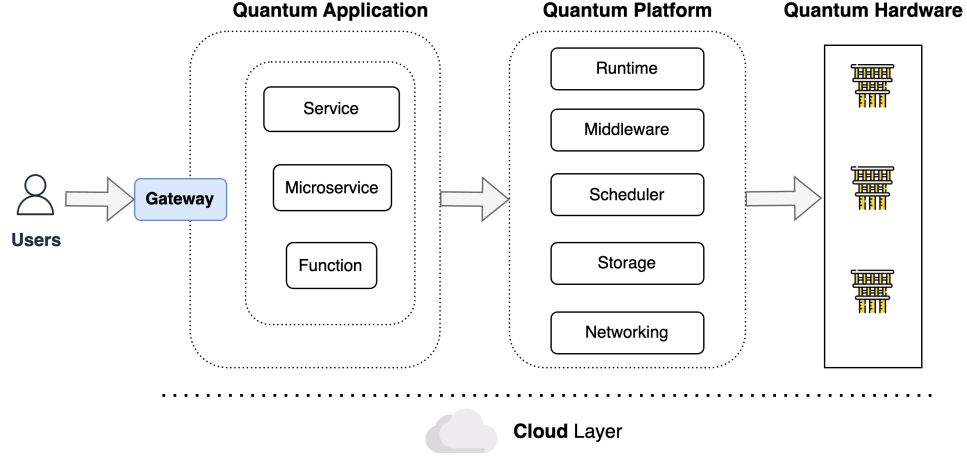 Quantum Application
Quantum Platform
Quantum Hardware
Users
Gateway
Service
Microservice
Function
Runtime
Middleware
Scheduler
Storage
Networking
Cloud Layer